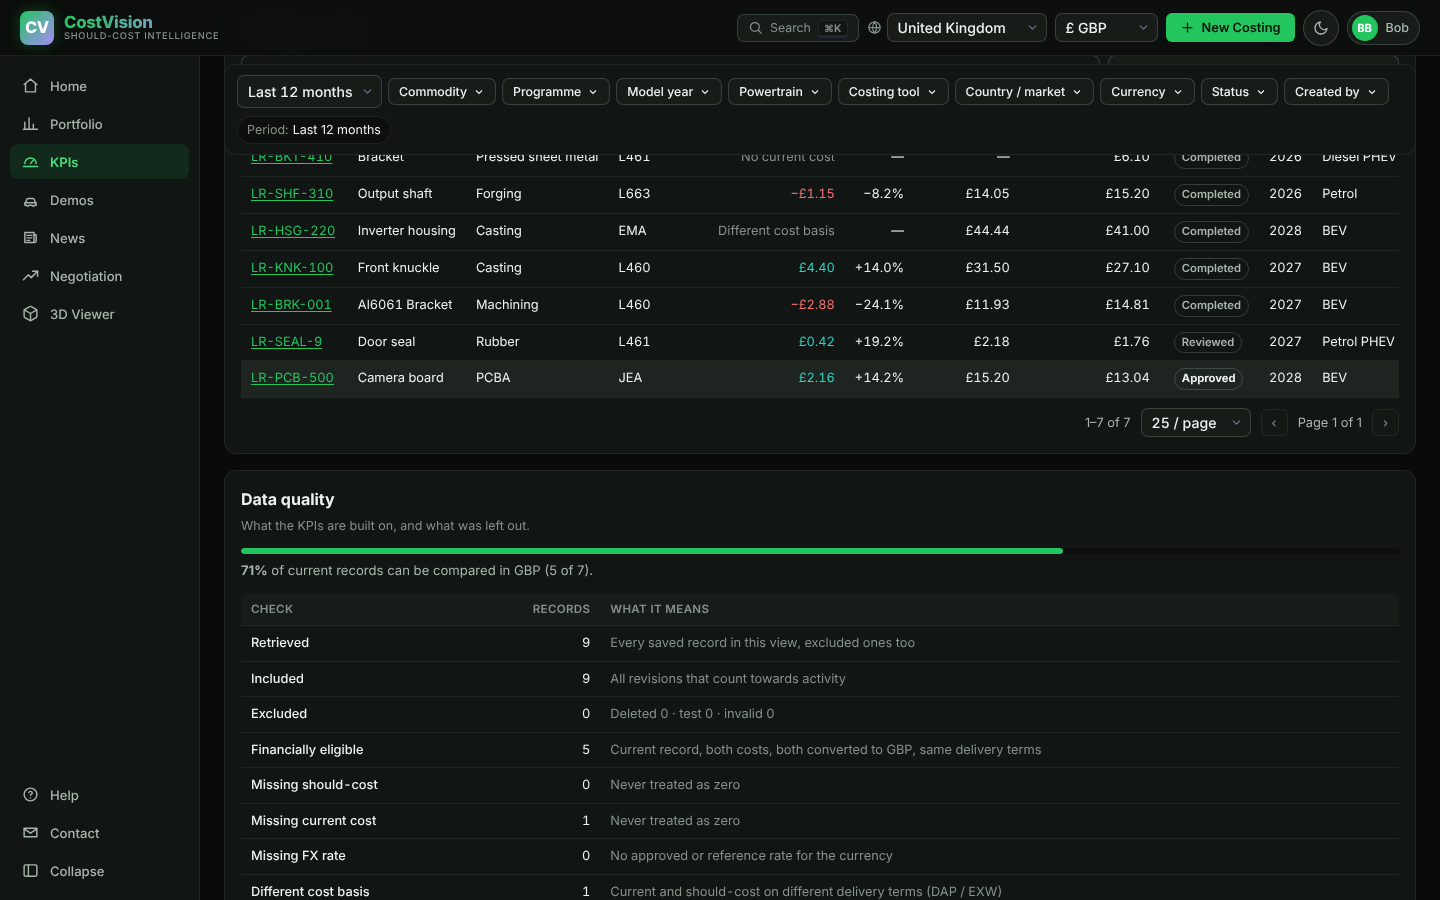 CV CostVision
SHOULD-COST INTELLIGENCE
Search ⌘K United Kingdom £ GBP + New Costing BB Bob
Home
Portfolio
KPIs
Demos
News
Negotiation
3D Viewer
Help
Contact
Collapse
Last 12 months Commodity Programme Model year Powertrain Costing tool Country / market Currency Status Created by
Period: Last 12 months
LR-BKT-410 Bracket Pressed sheet metal L461 No current cost — — £6.10 Completed 2026 Diesel PHEV
LR-SHF-310 Output shaft Forging L663 −£1.15 −8.2% £14.05 £15.20 Completed 2026 Petrol
LR-HSG-220 Inverter housing Casting EMA Different cost basis — £44.44 £41.00 Completed 2028 BEV
LR-KNK-100 Front knuckle Casting L460 £4.40 +14.0% £31.50 £27.10 Completed 2027 BEV
LR-BRK-001 Al6061 Bracket Machining L460 −£2.88 −24.1% £11.93 £14.81 Completed 2027 BEV
LR-SEAL-9 Door seal Rubber L461 £0.42 +19.2% £2.18 £1.76 Reviewed 2027 Petrol PHEV
LR-PCB-500 Camera board PCBA JEA £2.16 +14.2% £15.20 £13.04 Approved 2028 BEV
1–7 of 7 25 / page ‹ Page 1 of 1 ›
Data quality
What the KPIs are built on, and what was left out.
71% of current records can be compared in GBP (5 of 7).
CHECK RECORDS WHAT IT MEANS
Retrieved 9 Every saved record in this view, excluded ones too
Included 9 All revisions that count towards activity
Excluded 0 Deleted 0 · test 0 · invalid 0
Financially eligible 5 Current record, both costs, both converted to GBP, same delivery terms
Missing should-cost 0 Never treated as zero
Missing current cost 1 Never treated as zero
Missing FX rate 0 No approved or reference rate for the currency
Different cost basis 1 Current and should-cost on different delivery terms (DAP / EXW)